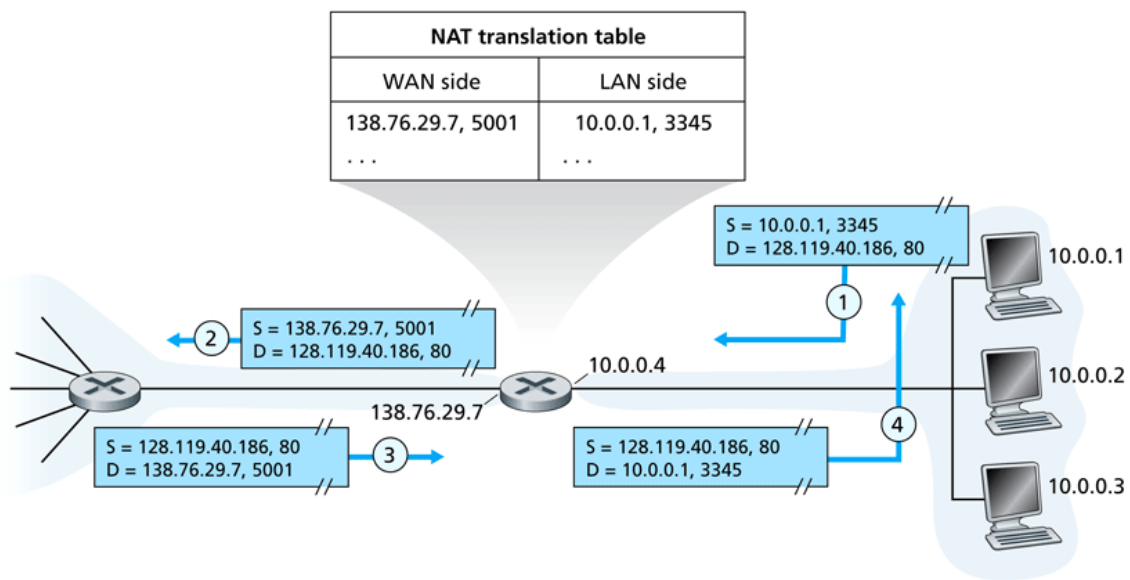 NAT translation table
WAN side
LAN side
138.76.29.7, 5001
10.0.0.1, 3345
. . .
. . .
S = 10.0.0.1, 3345
D = 128.119.40.186, 80
10.0.0.1
1
S = 138.76.29.7, 5001
D = 128.119.40.186, 80
2
10.0.0.4
10.0.0.2
138.76.29.7
4
S = 128.119.40.186, 80
D = 138.76.29.7, 5001
3
S = 128.119.40.186, 80
D = 10.0.0.1, 3345
10.0.0.3